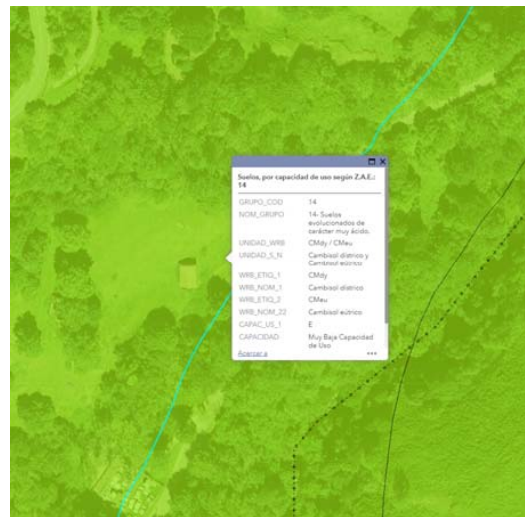 Suelos, por capacidad de uso según Z.A.E.:
14
GRUPO_COD 14
NOM_GRUPO 14- Suelos
evolucionados de
carácter muy ácido.
UNIDAD_WRB CMdy / CMeu
UNIDAD_S_N Cambisol dístrico y
Cambisol eútrico
WRB_ETIQ_1 CMdy
WRB_NOM_1 Cambisol dístrico
WRB_ETIQ_2 CMeu
WRB_NOM_22 Cambisol eútrico
CAPAC_US_1 E
CAPACIDAD Muy Baja Capacidad
de Uso
Acercar a